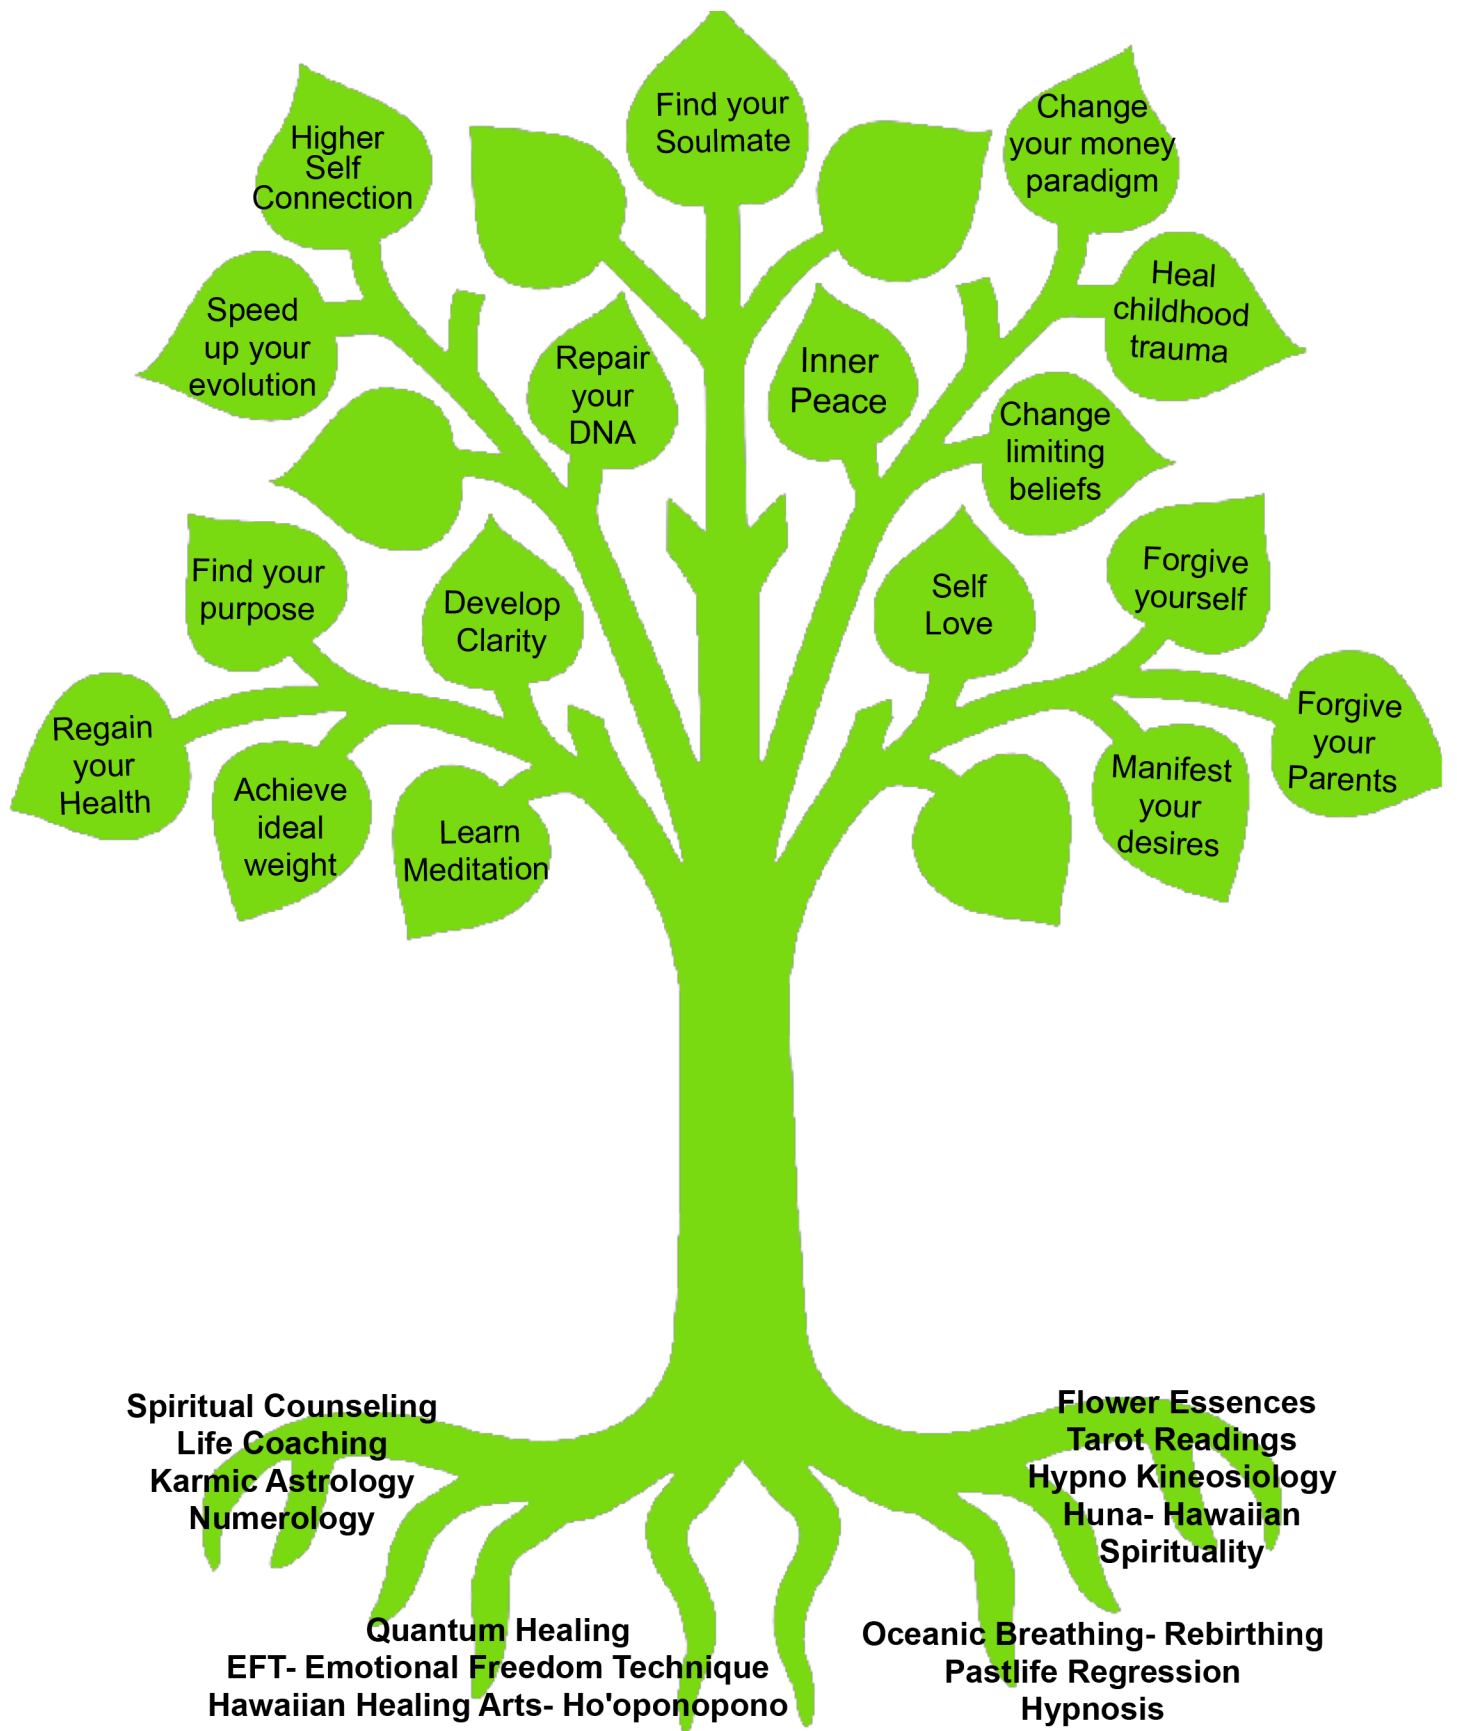 Find your
Soulmate
Higher
Self
Connection
Change
your money
paradigm
Speed
up your
evolution
Repair
your
DNA
Inner
Peace
Heal
childhood
trauma
Change
limiting
beliefs
Find your
purpose
Develop
Clarity
Self
Love
Forgive
yourself
Regain
your
Health
Achieve
ideal
weight
Learn
Meditation
Manifest
your
desires
Forgive
your
Parents
Spiritual Counseling
Life Coaching
Karmic Astrology
Numerology
Flower Essences
Tarot Readings
Hypno Kineosiology
Huna- Hawaiian
Spirituality
Quantum Healing
EFT- Emotional Freedom Technique
Hawaiian Healing Arts- Ho'oponopono
Oceanic Breathing- Rebirthing
Pastlife Regression
Hypnosis